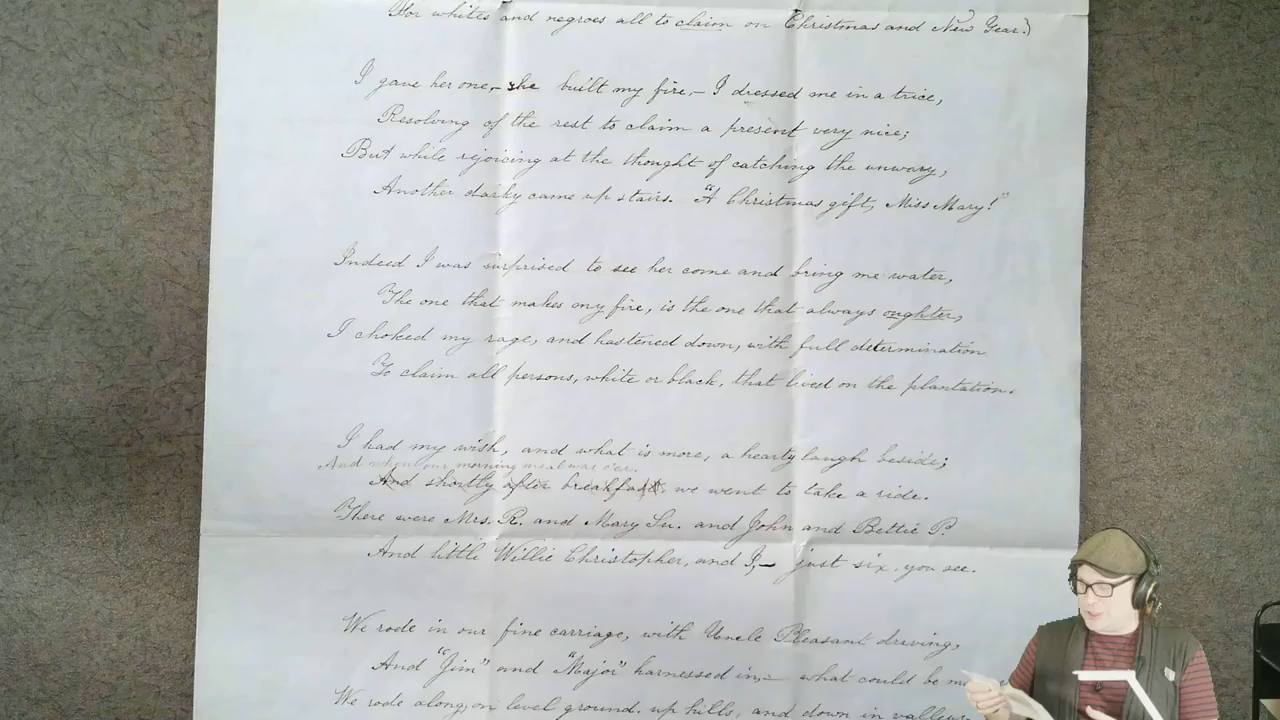 For whites and negroes all to claim on Christmas and New Year.)
I gave her one,– she built my fire,– I dressed me in a trice,
Resolving of the rest to claim a present very nice;
But while rejoicing at the thought of catching the unwary,
Another darky came up stairs. "A Christmas gift, Miss Mary!"
Indeed I was surprised to see her come and bring me water,
The one that makes my fire, is the one that always oughter,
I choked my rage, and hastened down, with full determination
To claim all persons, white or black, that lived on the plantation.
I had my wish, and what is more, a hearty laugh beside;
And when our morning meal was o'er.
And shortly after breakfast, we went to take a ride.
There were Mrs. R. and Mary Su. and John and Bettie P.
And little Willie Christopher, and I,– just six, you see.
We rode in our fine carriage, with Uncle Pleasant driving,
And "Jim" and "Major" harnessed in,– what could be
We rode along, on level ground, up hills, and down in valleys,